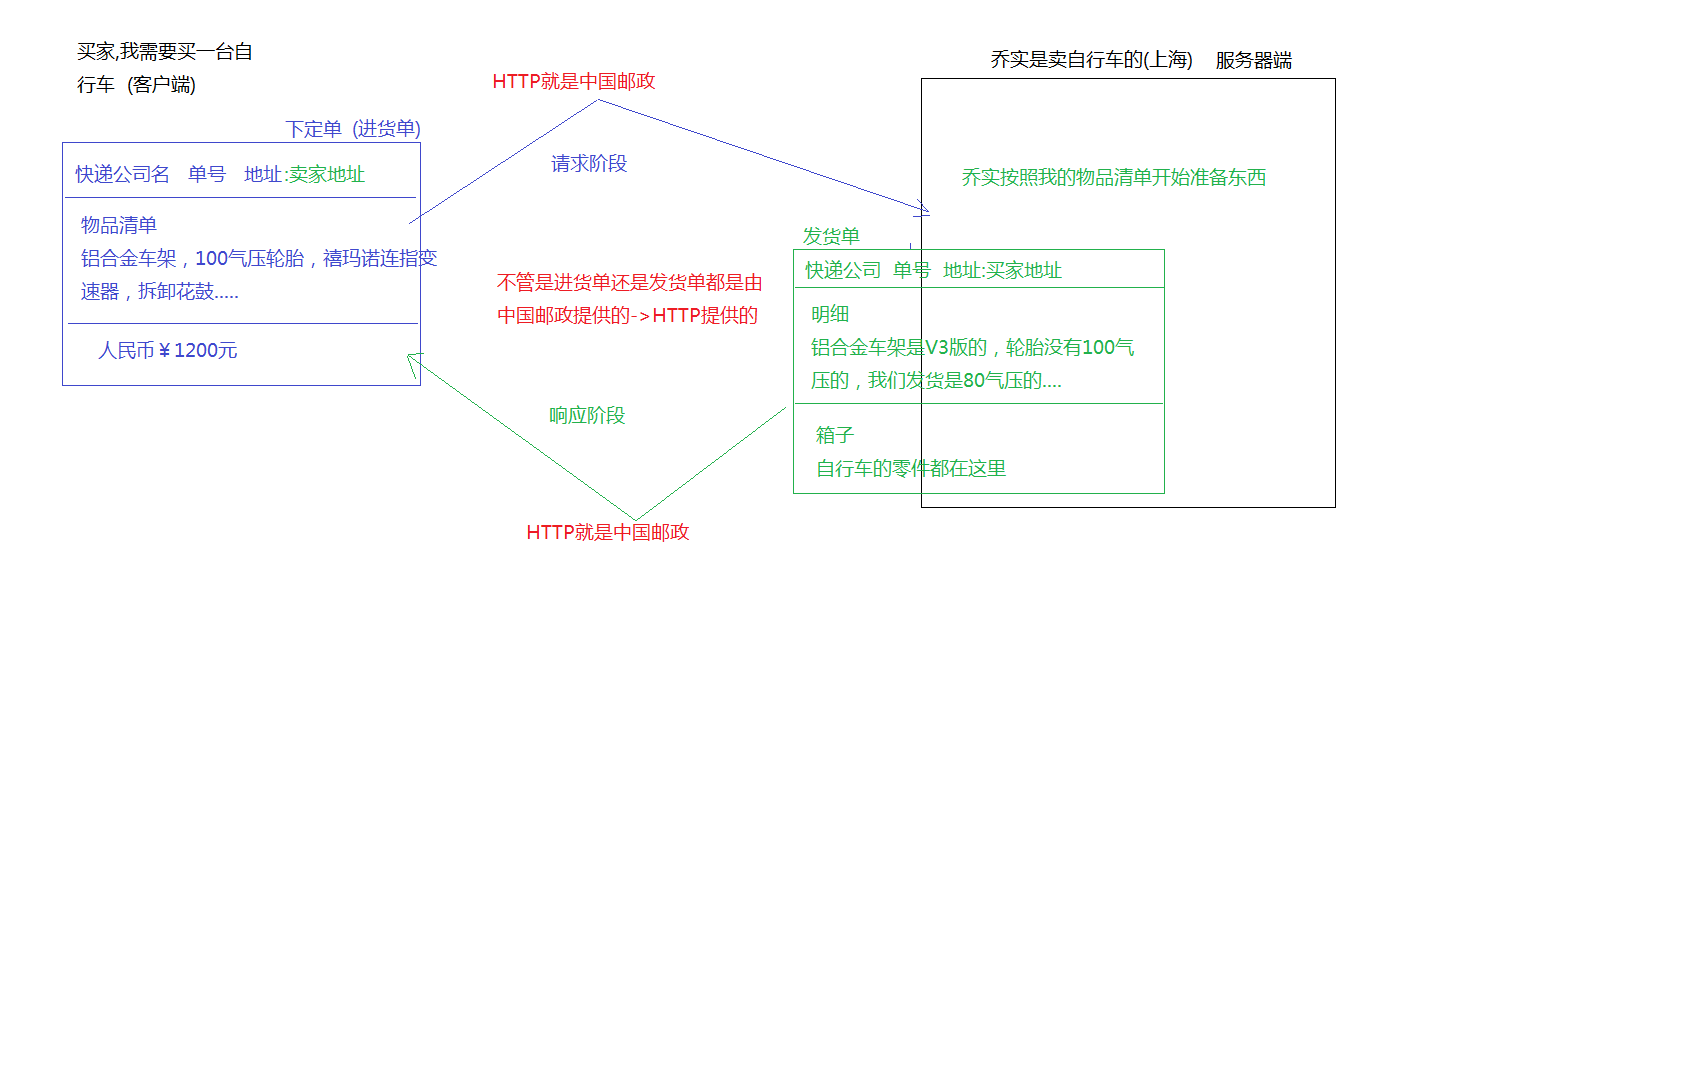 买家,我需要买一台自
行车 (客户端)
下定单 (进货单)
快递公司名 单号 地址:卖家地址
物品清单
铝合金车架，100气压轮胎，禧玛诺连指变
速器，拆卸花鼓.....
人民币￥1200元
HTTP就是中国邮政
请求阶段
不管是进货单还是发货单都是由
中国邮政提供的->HTTP提供的
响应阶段
HTTP就是中国邮政
乔实是卖自行车的(上海) 服务器端
乔实按照我的物品清单开始准备东西
发货单
快递公司 单号 地址:买家地址
明细
铝合金车架是V3版的，轮胎没有100气
压的，我们发货是80气压的....
箱子
自行车的零件都在这里